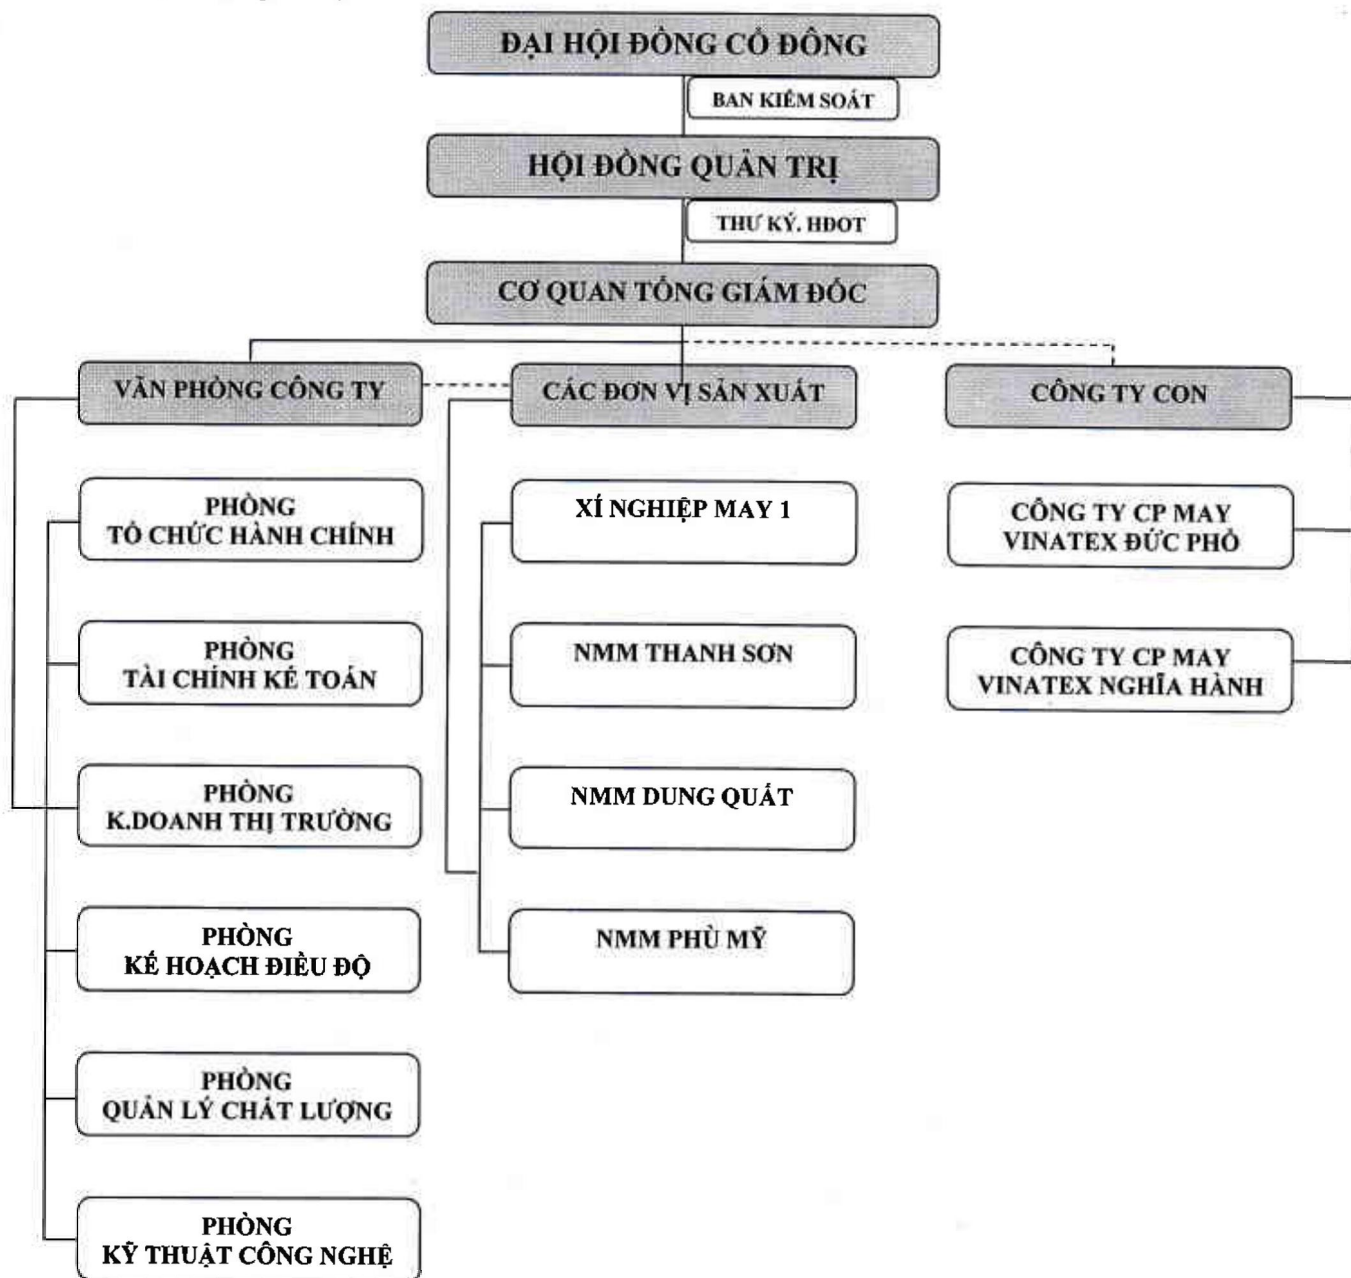 ĐẠI HỘI ĐỒNG CỔ ĐÔNG
BAN KIỂM SOÁT
HỘI ĐỒNG QUẢN TRỊ
THƯ KÝ. HĐQT
CƠ QUAN TỔNG GIÁM ĐỐC
VĂN PHÒNG CÔNG TY
CÁC ĐƠN VỊ SẢN XUẤT
CÔNG TY CON
PHÒNG
TỔ CHỨC HÀNH CHÍNH
XÍ NGHIỆP MAY 1
CÔNG TY CP MAY
VINATEX ĐỨC PHỔ
PHÒNG
TÀI CHÍNH KẾ TOÁN
NMM THANH SƠN
CÔNG TY CP MAY
VINATEX NGHĨA HÀNH
PHÒNG
K.DOANH THỊ TRƯỜNG
NMM DUNG QUẤT
PHÒNG
KẾ HOẠCH ĐIỀU ĐỘ
NMM PHÙ MỸ
PHÒNG
QUẢN LÝ CHẤT LƯỢNG
PHÒNG
KỸ THUẬT CÔNG NGHỆ